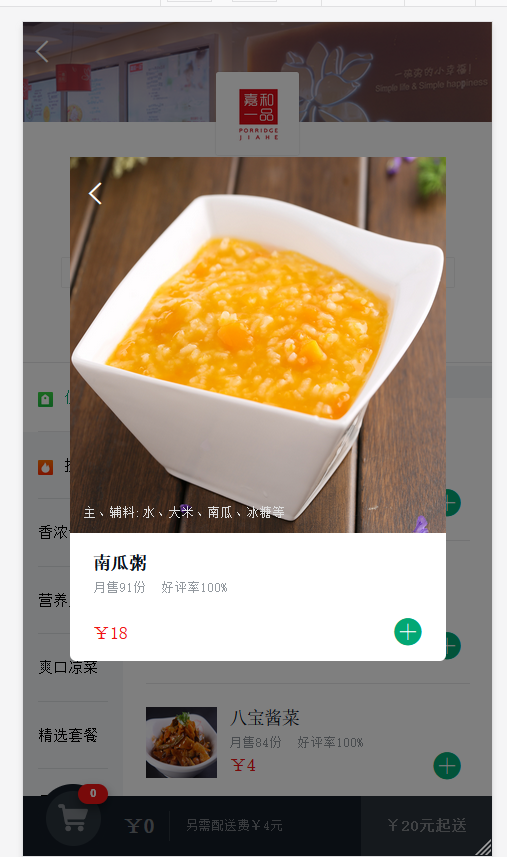 一碗粥的小幸福!
Simple life & Simple happiness
嘉和
一品
PORRIDGE
JIAHE
主、辅料: 水、大米、南瓜、冰糖等
南瓜粥
月售91份 好评率100%
￥18
香浓
营养
爽口凉菜
精选套餐
八宝酱菜
月售84份 好评率100%
￥4
0
￥0
另需配送费￥4元
￥20元起送